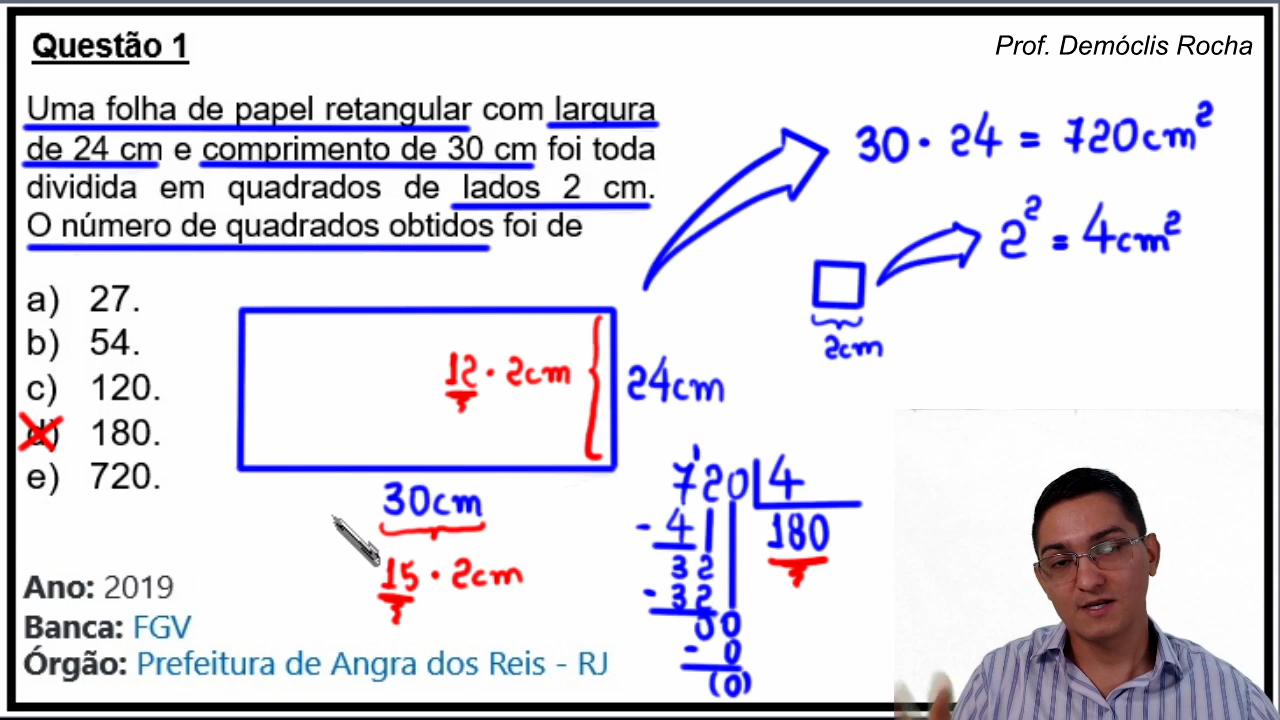 Questão 1
Prof. Demóclis Rocha
Uma folha de papel retangular com largura
de 24 cm e comprimento de 30 cm foi toda
dividida em quadrados de lados 2 cm.
O número de quadrados obtidos foi de
a) 27.
b) 54.
c) 120.
d) 180.
e) 720.
30 · 24 = 720cm²
2² = 4cm²
2cm
12 · 2cm
24cm
30cm
15 · 2cm
720 4
- 4 180
32
- 32
00
- 0
(0)
Ano: 2019
Banca: FGV
Órgão: Prefeitura de Angra dos Reis - RJ